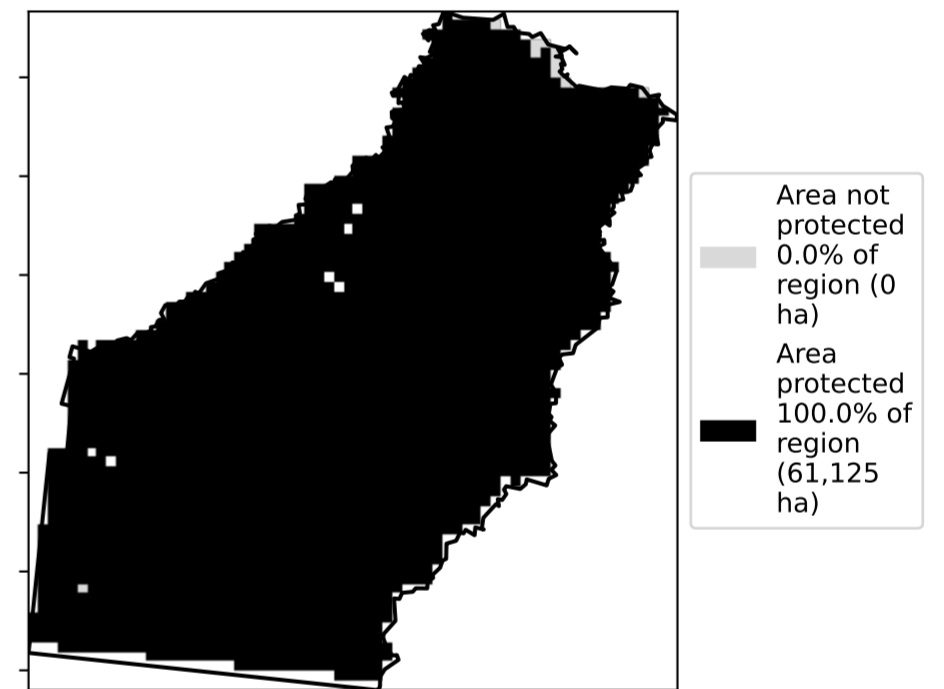 Area not
protected
0.0% of
region (0
ha)
Area
protected
100.0% of
region
(61,125
ha)